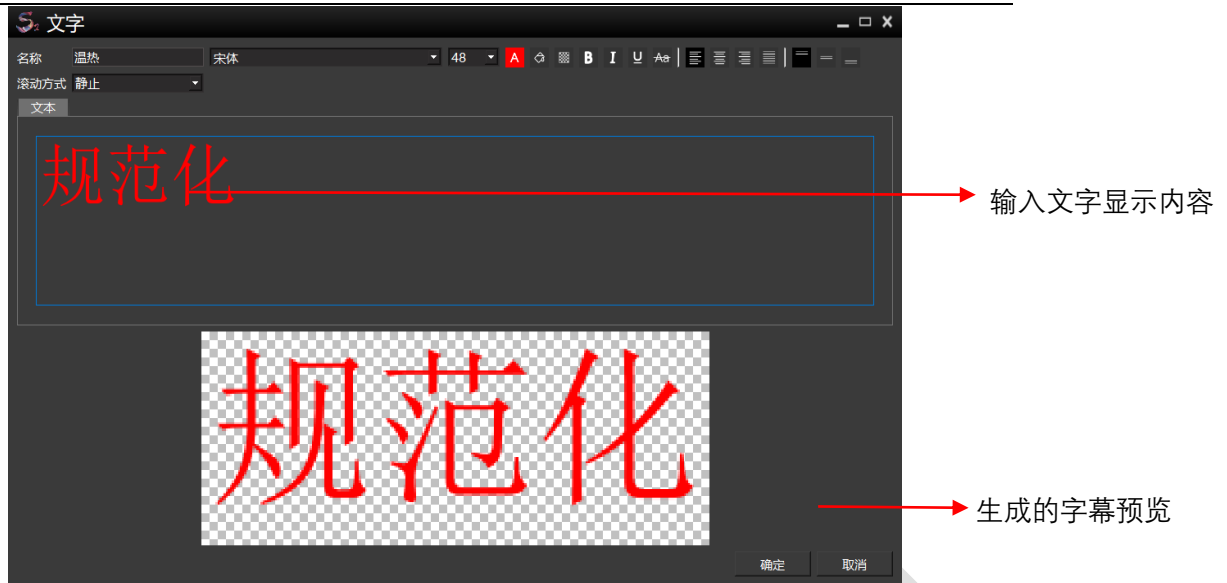 文字
名称 温热 宋体 48 A B I U Aa
滚动方式 静止
文本
规范化
输入文字显示内容
规范化
生成的字幕预览
确定 取消